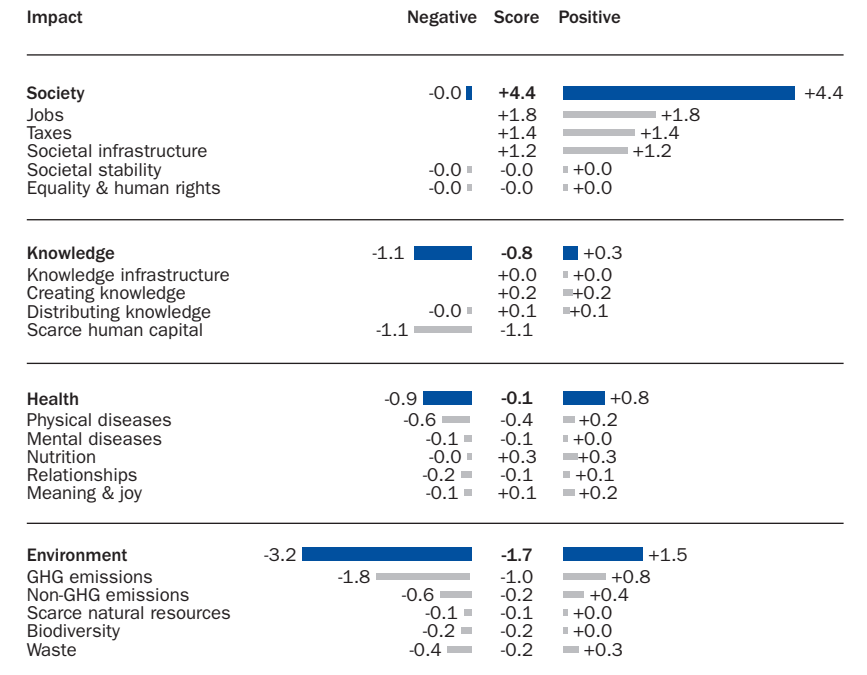 Impact Negative Score Positive
Society -0.0 +4.4 +4.4
Jobs +1.8 +1.8
Taxes +1.4 +1.4
Societal infrastructure +1.2 +1.2
Societal stability -0.0 -0.0 +0.0
Equality & human rights -0.0 -0.0 +0.0
Knowledge -1.1 -0.8 +0.3
Knowledge infrastructure +0.0 +0.0
Creating knowledge +0.2 +0.2
Distributing knowledge -0.0 +0.1 +0.1
Scarce human capital -1.1 -1.1
Health -0.9 -0.1 +0.8
Physical diseases -0.6 -0.4 +0.2
Mental diseases -0.1 -0.1 +0.0
Nutrition -0.0 +0.3 +0.3
Relationships -0.2 -0.1 +0.1
Meaning & joy -0.1 +0.1 +0.2
Environment -3.2 -1.7 +1.5
GHG emissions -1.8 -1.0 +0.8
Non-GHG emissions -0.6 -0.2 +0.4
Scarce natural resources -0.1 -0.1 +0.0
Biodiversity -0.2 -0.2 +0.0
Waste -0.4 -0.2 +0.3